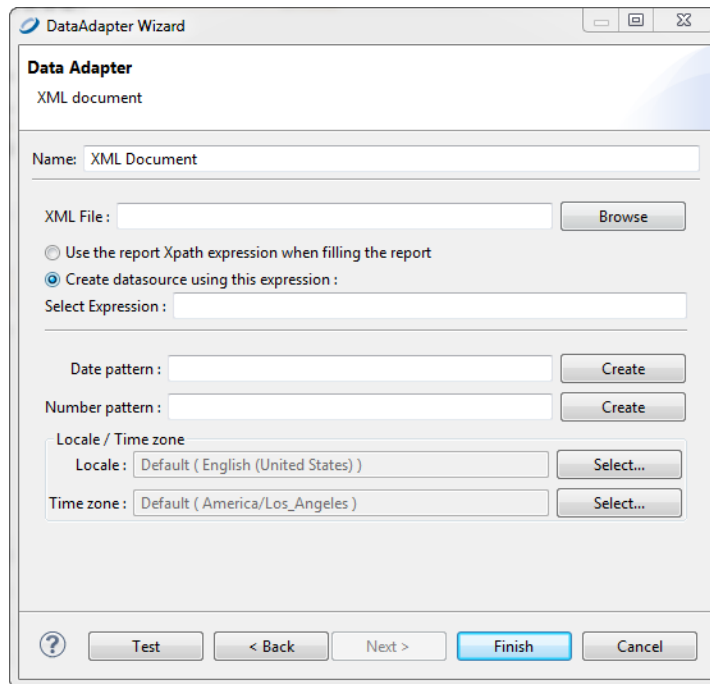 DataAdapter Wizard
Data Adapter
XML document
Name: XML Document
XML File : Browse
Use the report Xpath expression when filling the report
Create datasource using this expression :
Select Expression :
Date pattern : Create
Number pattern : Create
Locale / Time zone
Locale : Default ( English (United States) ) Select...
Time zone : Default ( America/Los_Angeles ) Select...
? Test < Back Next > Finish Cancel